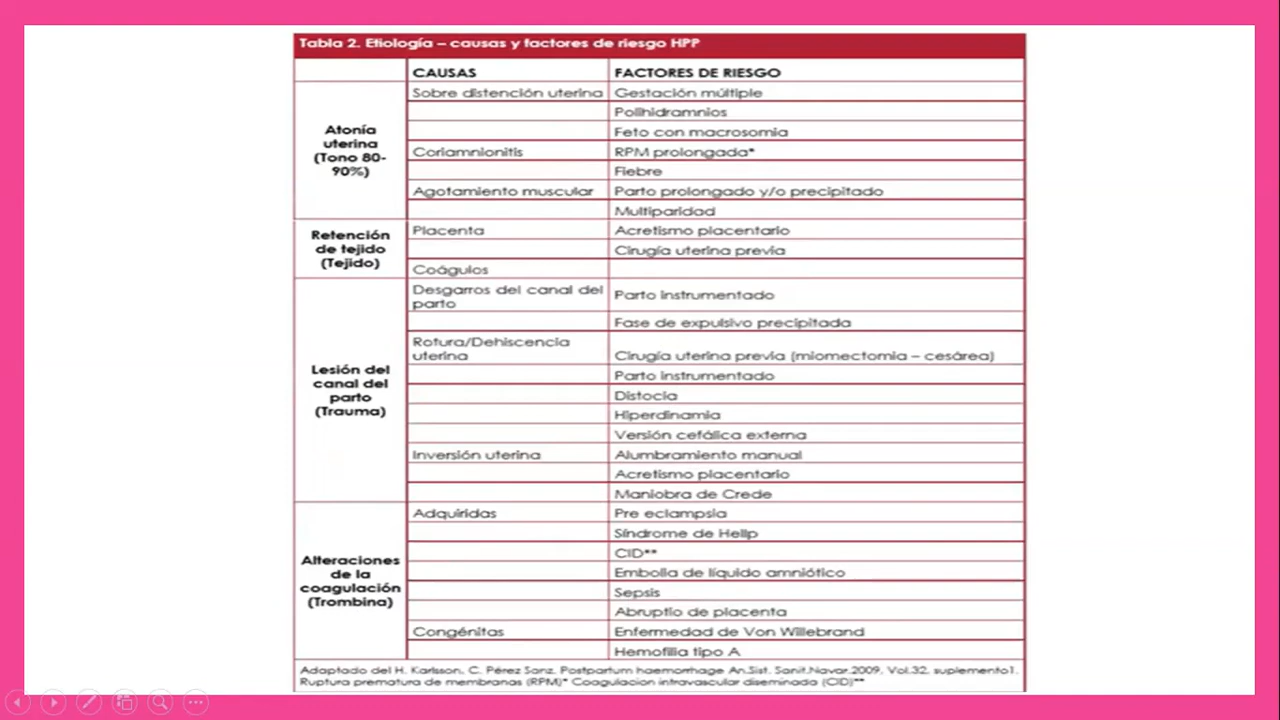 Tabla 2. Etiología – causas y factores de riesgo HPP
CAUSAS FACTORES DE RIESGO
Atonía uterina (Tono 80-90%)
Sobre distención uterina Gestación múltiple
Polihidramnios
Feto con macrosomia
Coriamnionitis RPM prolongada*
Fiebre
Agotamiento muscular Parto prolongado y/o precipitado
Multiparidad
Retención de tejido (Tejido)
Placenta Acretismo placentario
Cirugía uterina previa
Coágulos
Lesión del canal del parto (Trauma)
Desgarros del canal del parto Parto instrumentado
Fase de expulsivo precipitada
Rotura/Dehiscencia uterina Cirugía uterina previa (miomectomia – cesárea)
Parto instrumentado
Distocia
Hiperdinamia
Versión cefálica externa
Inversión uterina Alumbramiento manual
Acretismo placentario
Maniobra de Crede
Alteraciones de la coagulación (Trombina)
Adquiridas Pre eclampsia
Síndrome de Hellp
CID**
Embolia de líquido amniótico
Sepsis
Abruptio de placenta
Congénitas Enfermedad de Von Willebrand
Hemofilia tipo A
Adaptado del H. Karlsson, C. Pérez Sanz, Postpartum haemorrhage An.Sist. Sanit.Navar.2009, Vol.32, suplemento1.
Ruptura prematura de membranas (RPM)* Coagulacion intravascular diseminada (CID)**